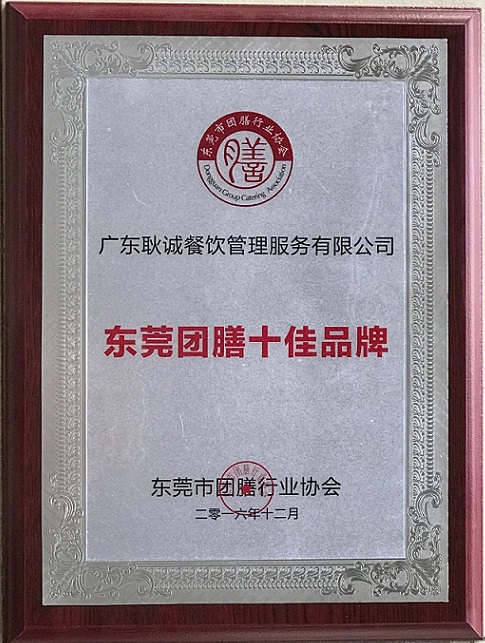 东莞市团膳行业协会
膳
Dongguan Group Catering Association
广东耿诚餐饮管理服务有限公司
东莞团膳十佳品牌
东莞市团膳行业协会
二零一六年十二月